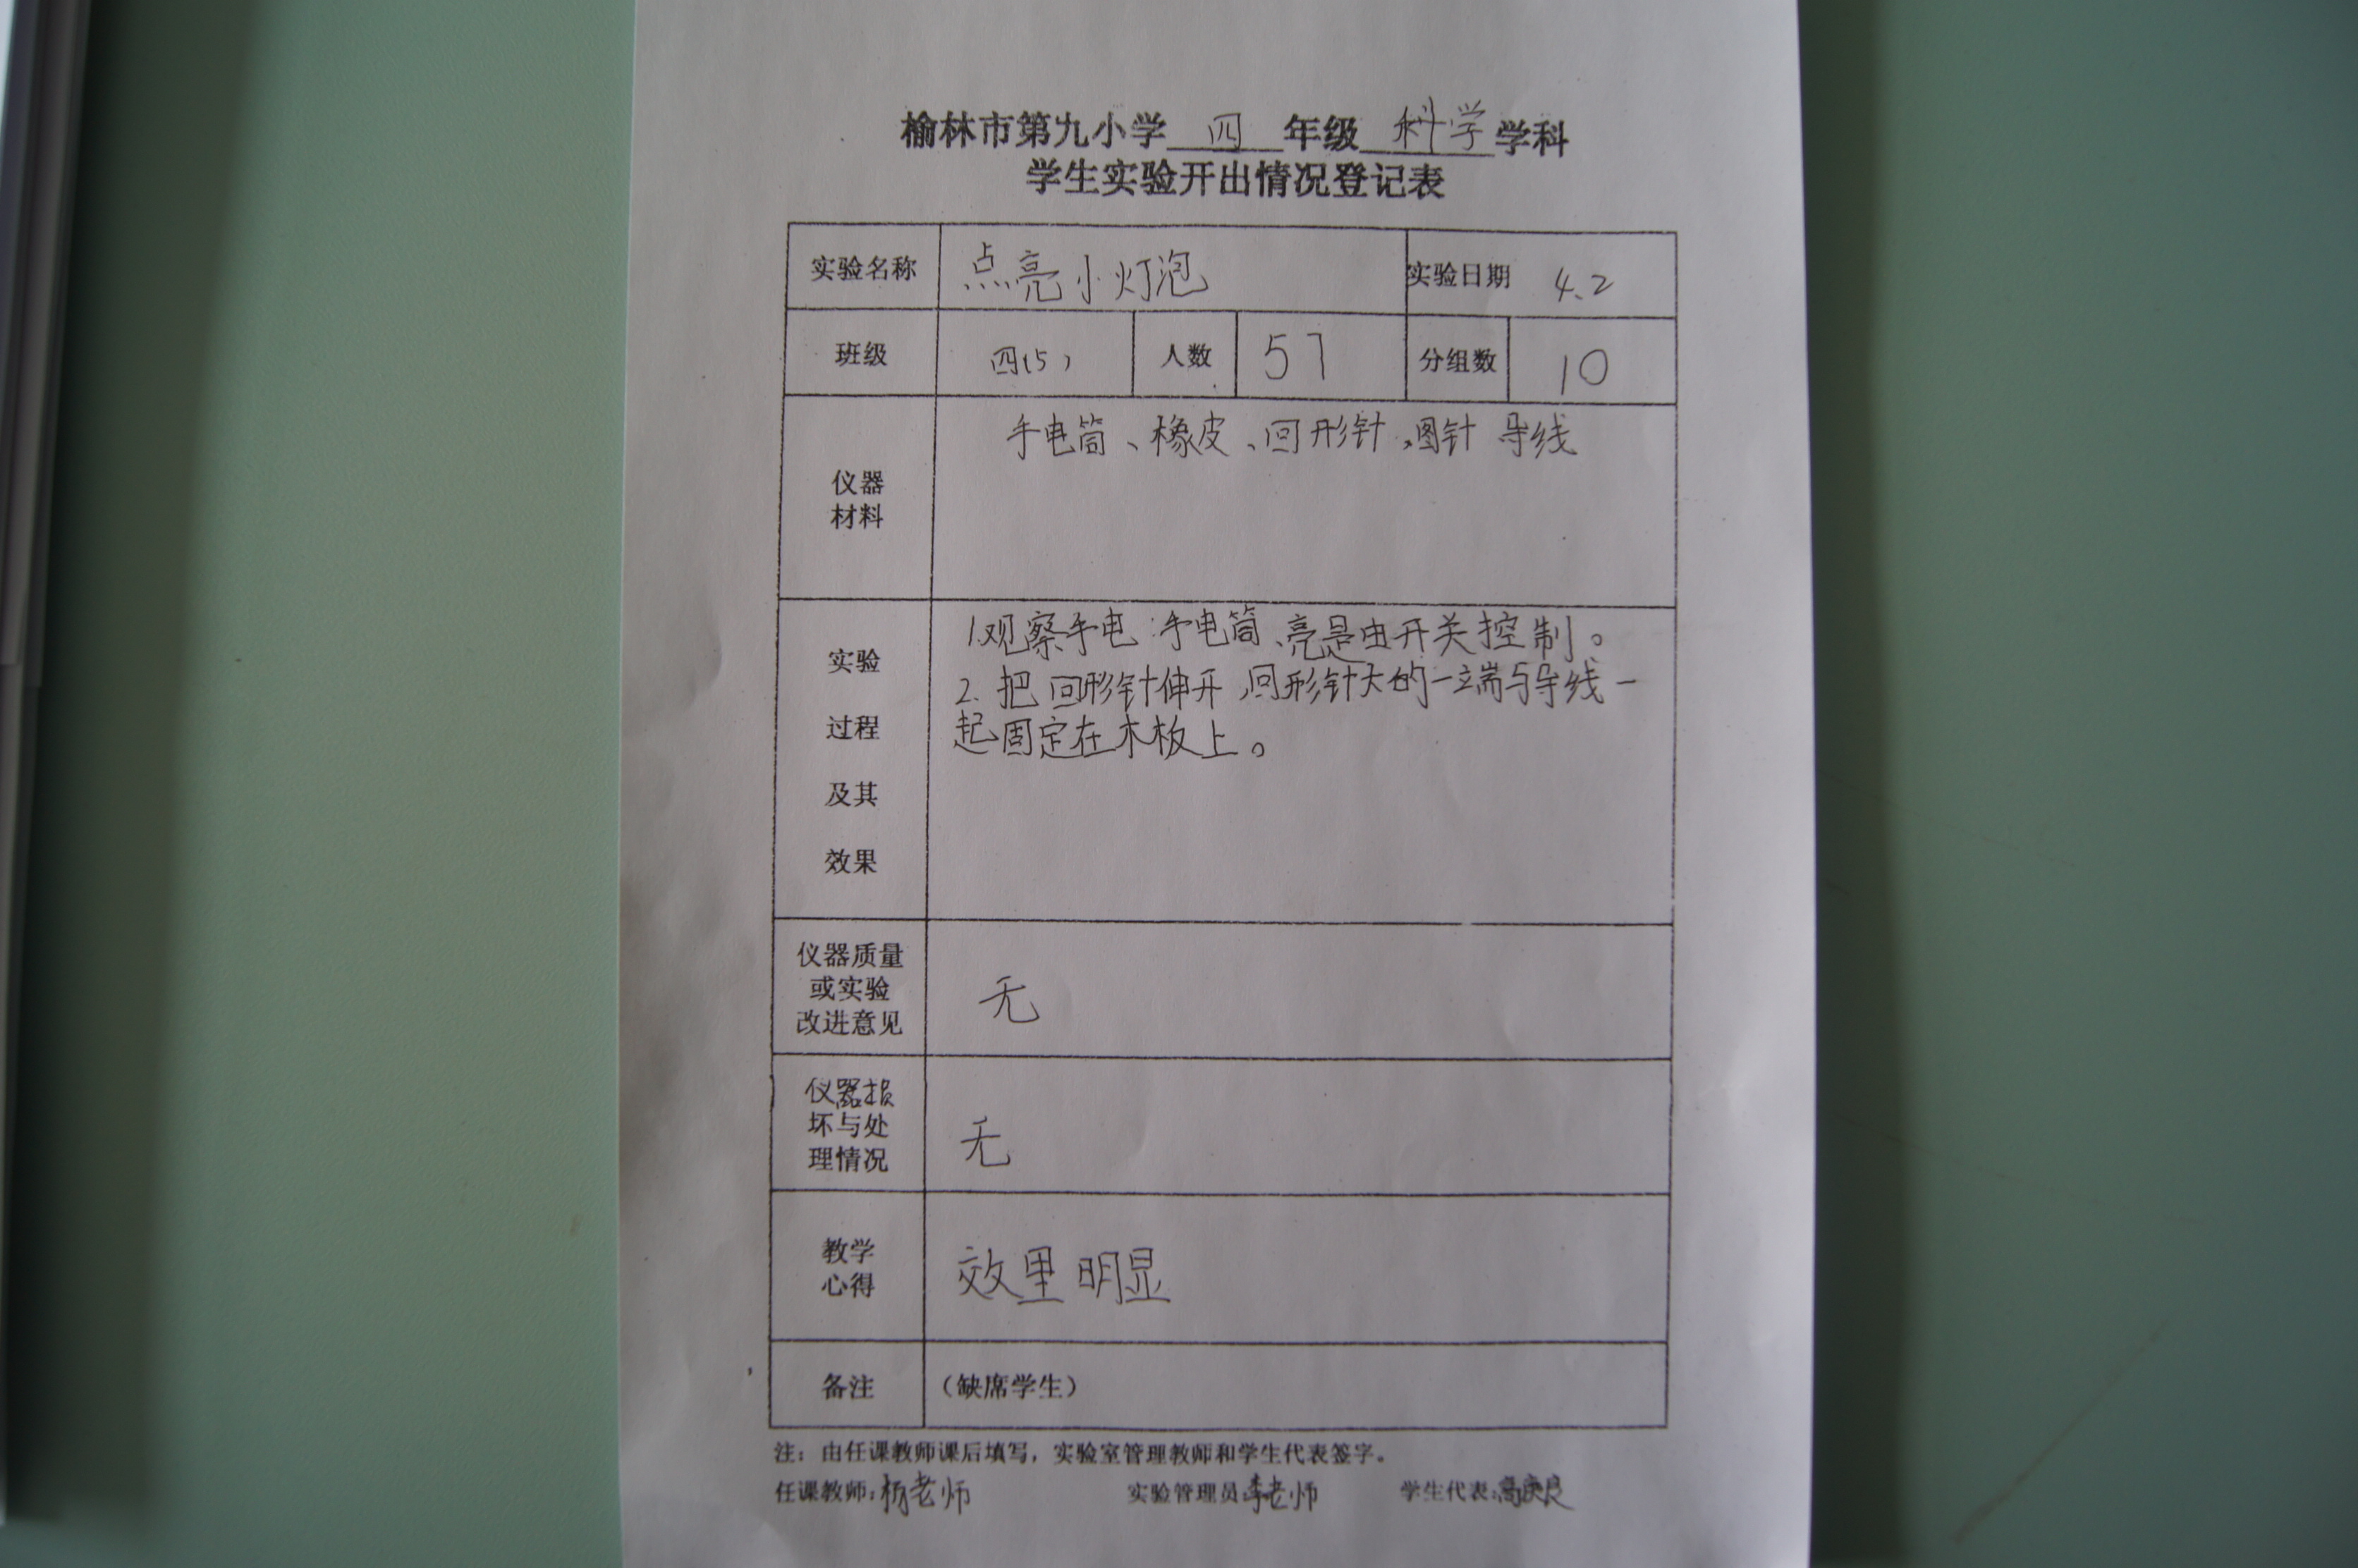 榆林市第九小学 四 年级 科学 学科
学生实验开出情况登记表
实验名称 点亮小灯泡 实验日期 4.2
班级 四(5) 人数 57 分组数 10
仪器
材料
手电筒、橡皮、回形针,图针 导线
实验
过程
及其
效果
1.观察手电:手电筒、亮是由开关控制。
2.把回形针伸开,回形针大的一端与导线一
起固定在木板上。
仪器质量
或实验
改进意见
无
仪器损
坏与处
理情况
无
教学
心得
效果明显
备注 (缺席学生)
注:由任课教师课后填写,实验室管理教师和学生代表签字。
任课教师:杨老师 实验管理员:李老师 学生代表: